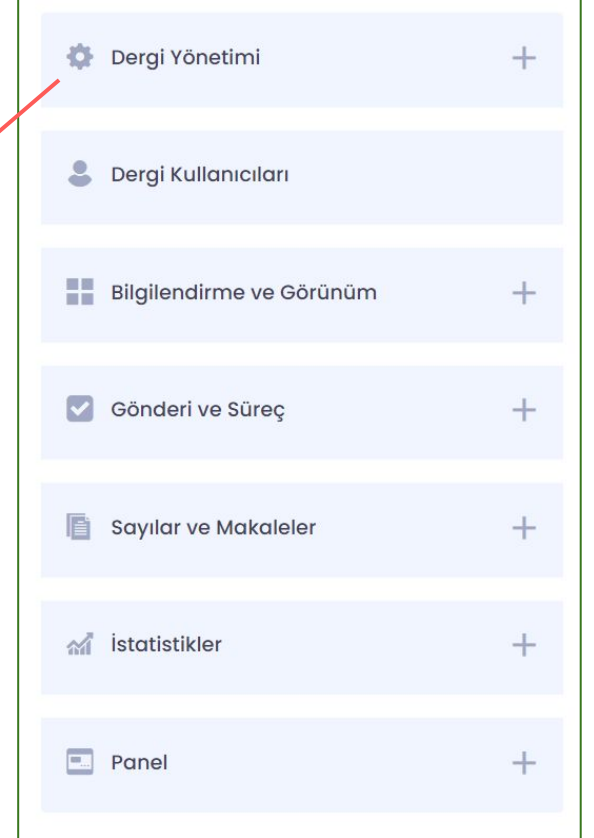 Dergi Yönetimi
Dergi Kullanıcıları
Bilgilendirme ve Görünüm
Gönderi ve Süreç
Sayılar ve Makaleler
İstatistikler
Panel